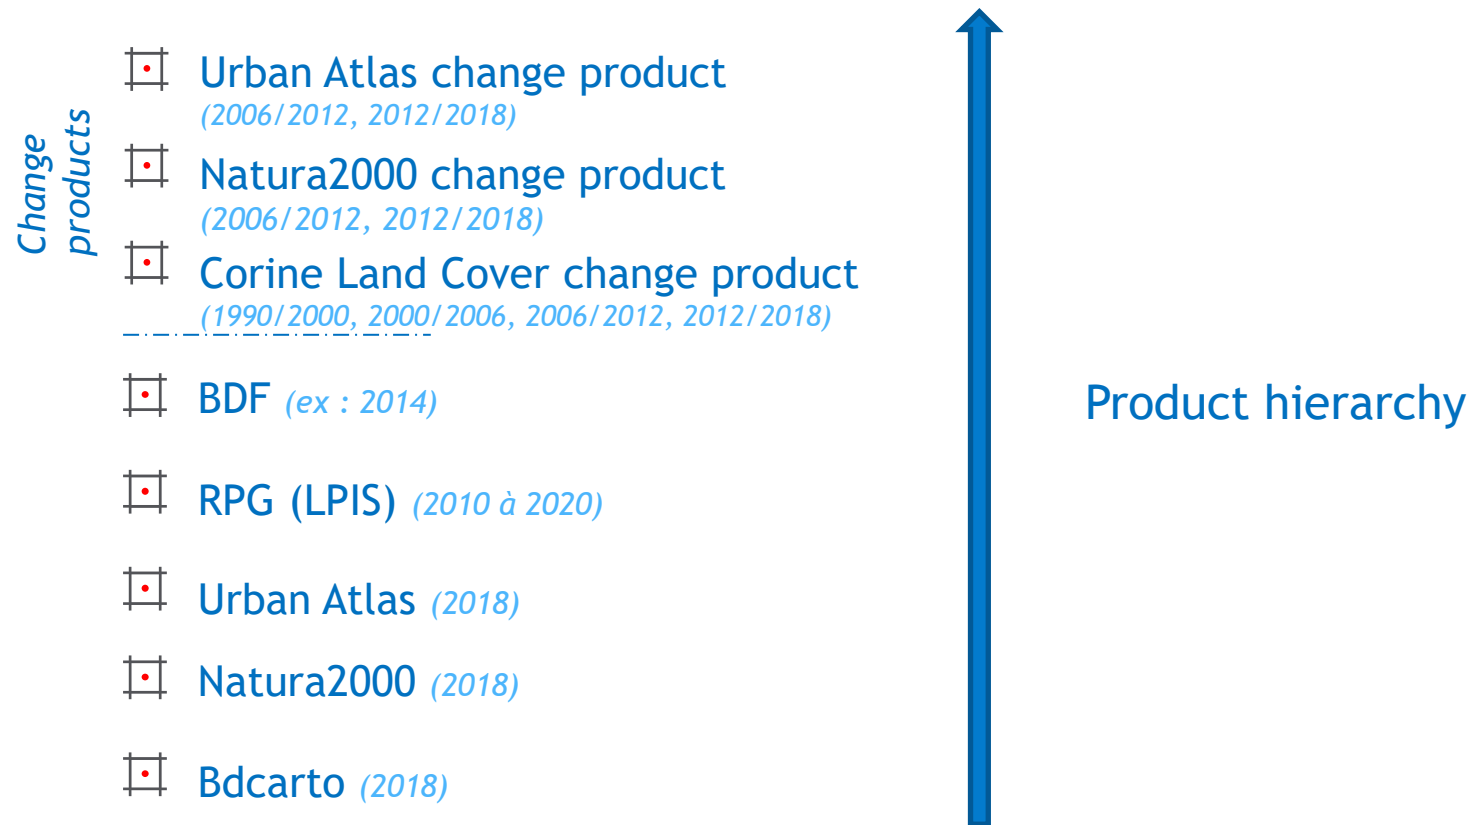 Change
products
Urban Atlas change product
(2006/2012, 2012/2018)
Natura2000 change product
(2006/2012, 2012/2018)
Corine Land Cover change product
(1990/2000, 2000/2006, 2006/2012, 2012/2018)
BDF (ex : 2014)
Product hierarchy
RPG (LPIS) (2010 à 2020)
Urban Atlas (2018)
Natura2000 (2018)
Bdcarto (2018)